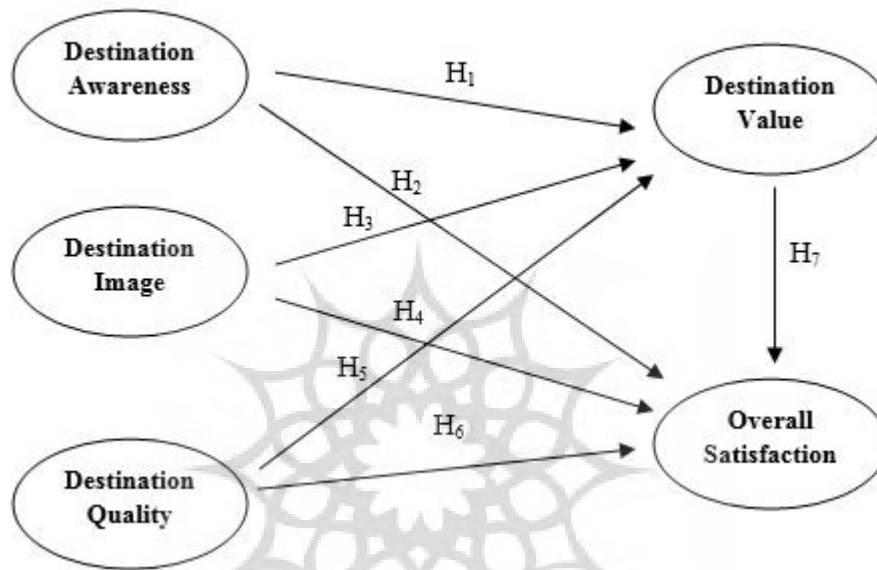 Destination
Awareness
H₁
Destination
Value
H₂
H₃
Destination
Image
H₇
H₄
H₅
Overall
Satisfaction
H₆
Destination
Quality